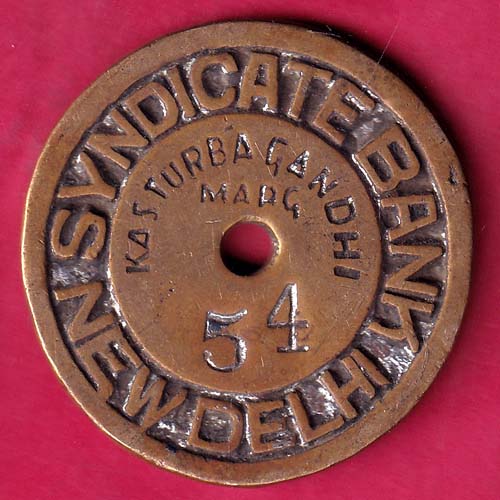 SYNDICATE BANK
KASTURBA GANDHI
MARG
54
NEW DELHI